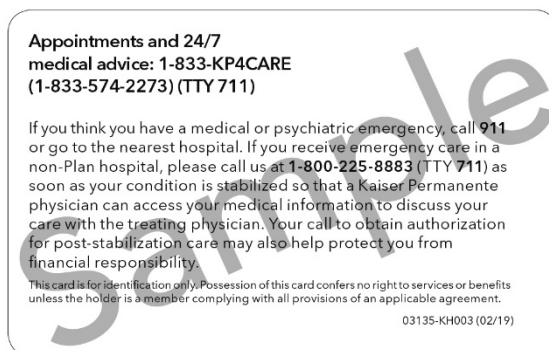 Appointments and 24/7
medical advice: 1-833-KP4CARE
(1-833-574-2273) (TTY 711)
If you think you have a medical or psychiatric emergency, call 911
or go to the nearest hospital. If you receive emergency care in a
non-Plan hospital, please call us at 1-800-225-8883 (TTY 711) as
soon as your condition is stabilized so that a Kaiser Permanente
physician can access your medical information to discuss your
care with the treating physician. Your call to obtain authorization
for post-stabilization care may also help protect you from
financial responsibility.
This card is for identification only. Possession of this card confers no right to services or benefits
unless the holder is a member complying with all provisions of an applicable agreement.
03135-KH003 (02/19)
Sample